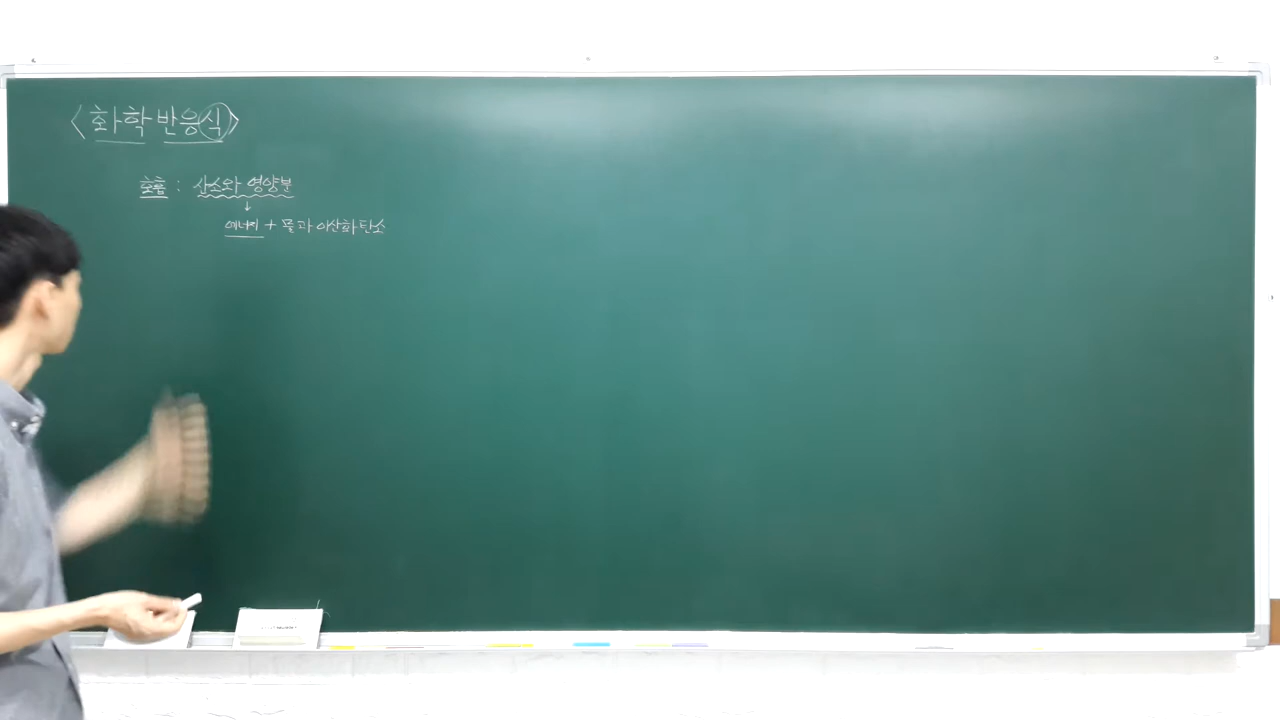 <화학반응식>
호흡 : 산소와 영양분
↓
에너지 + 물과 이산화탄소